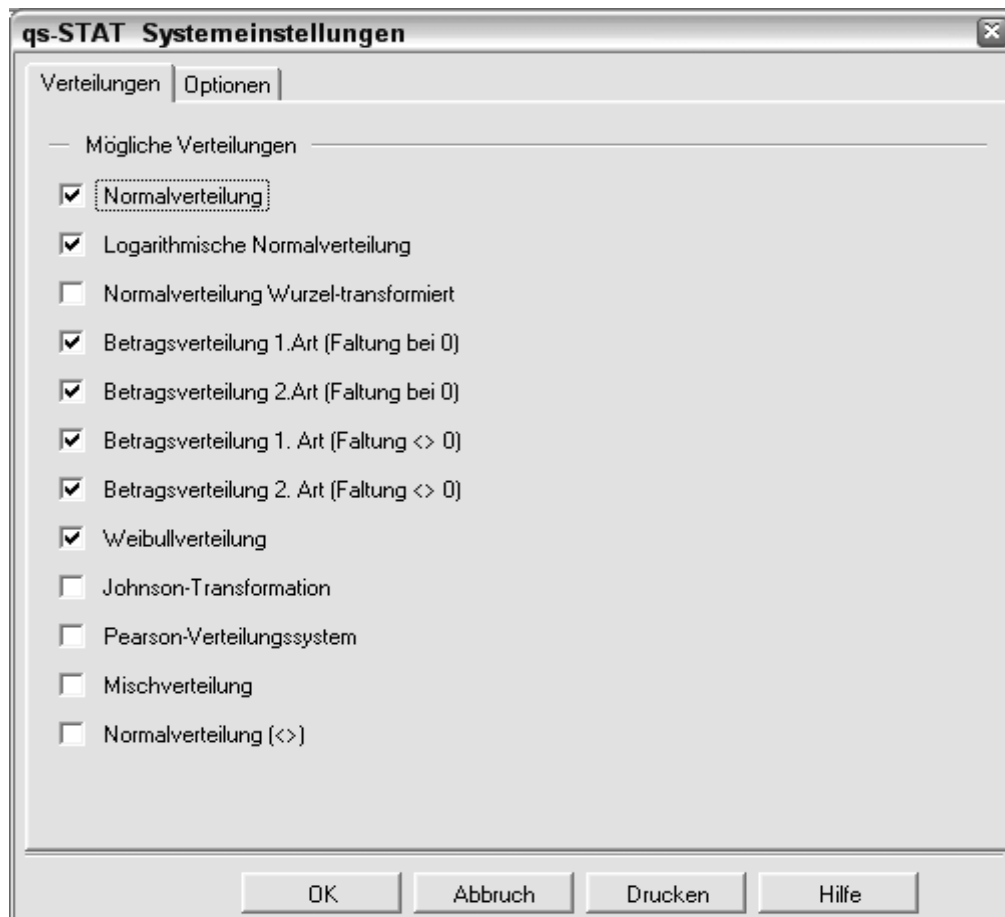 qs-STAT Systemeinstellungen
Verteilungen Optionen
Mögliche Verteilungen
Normalverteilung
Logarithmische Normalverteilung
Normalverteilung Wurzel-transformiert
Betragsverteilung 1.Art (Faltung bei 0)
Betragsverteilung 2.Art (Faltung bei 0)
Betragsverteilung 1. Art (Faltung <> 0)
Betragsverteilung 2. Art (Faltung <> 0)
Weibullverteilung
Johnson-Transformation
Pearson-Verteilungssystem
Mischverteilung
Normalverteilung (<>)
OK Abbruch Drucken Hilfe